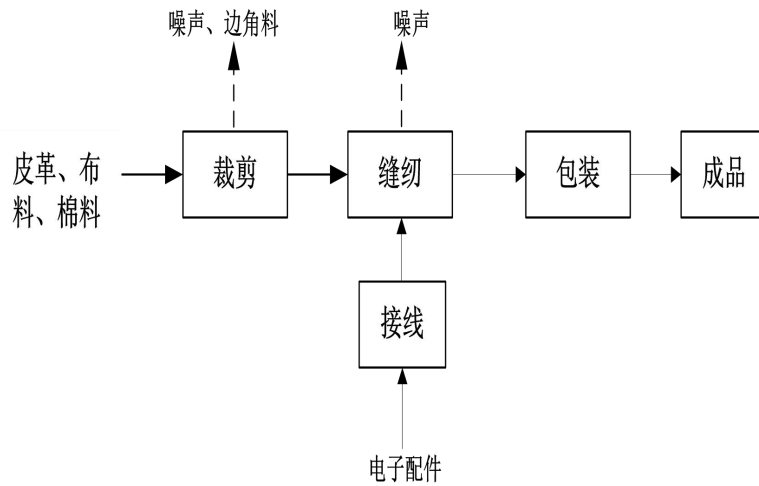 噪声、边角料
噪声
皮革、布
料、棉料
裁剪
缝纫
包装
成品
接线
电子配件